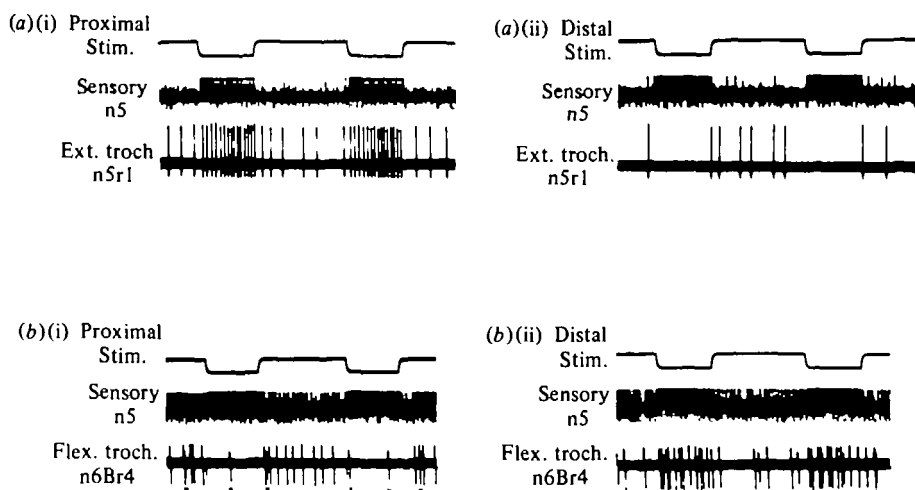 (a)(i) Proximal
Stim.
Sensory
n5
Ext. troch
n5r1
(a)(ii) Distal
Stim.
Sensory
n5
Ext. troch.
n5r1
(b)(i) Proximal
Stim.
Sensory
n5
Flex. troch.
n6Br4
(b)(ii) Distal
Stim.
Sensory
n5
Flex. troch.
n6Br4